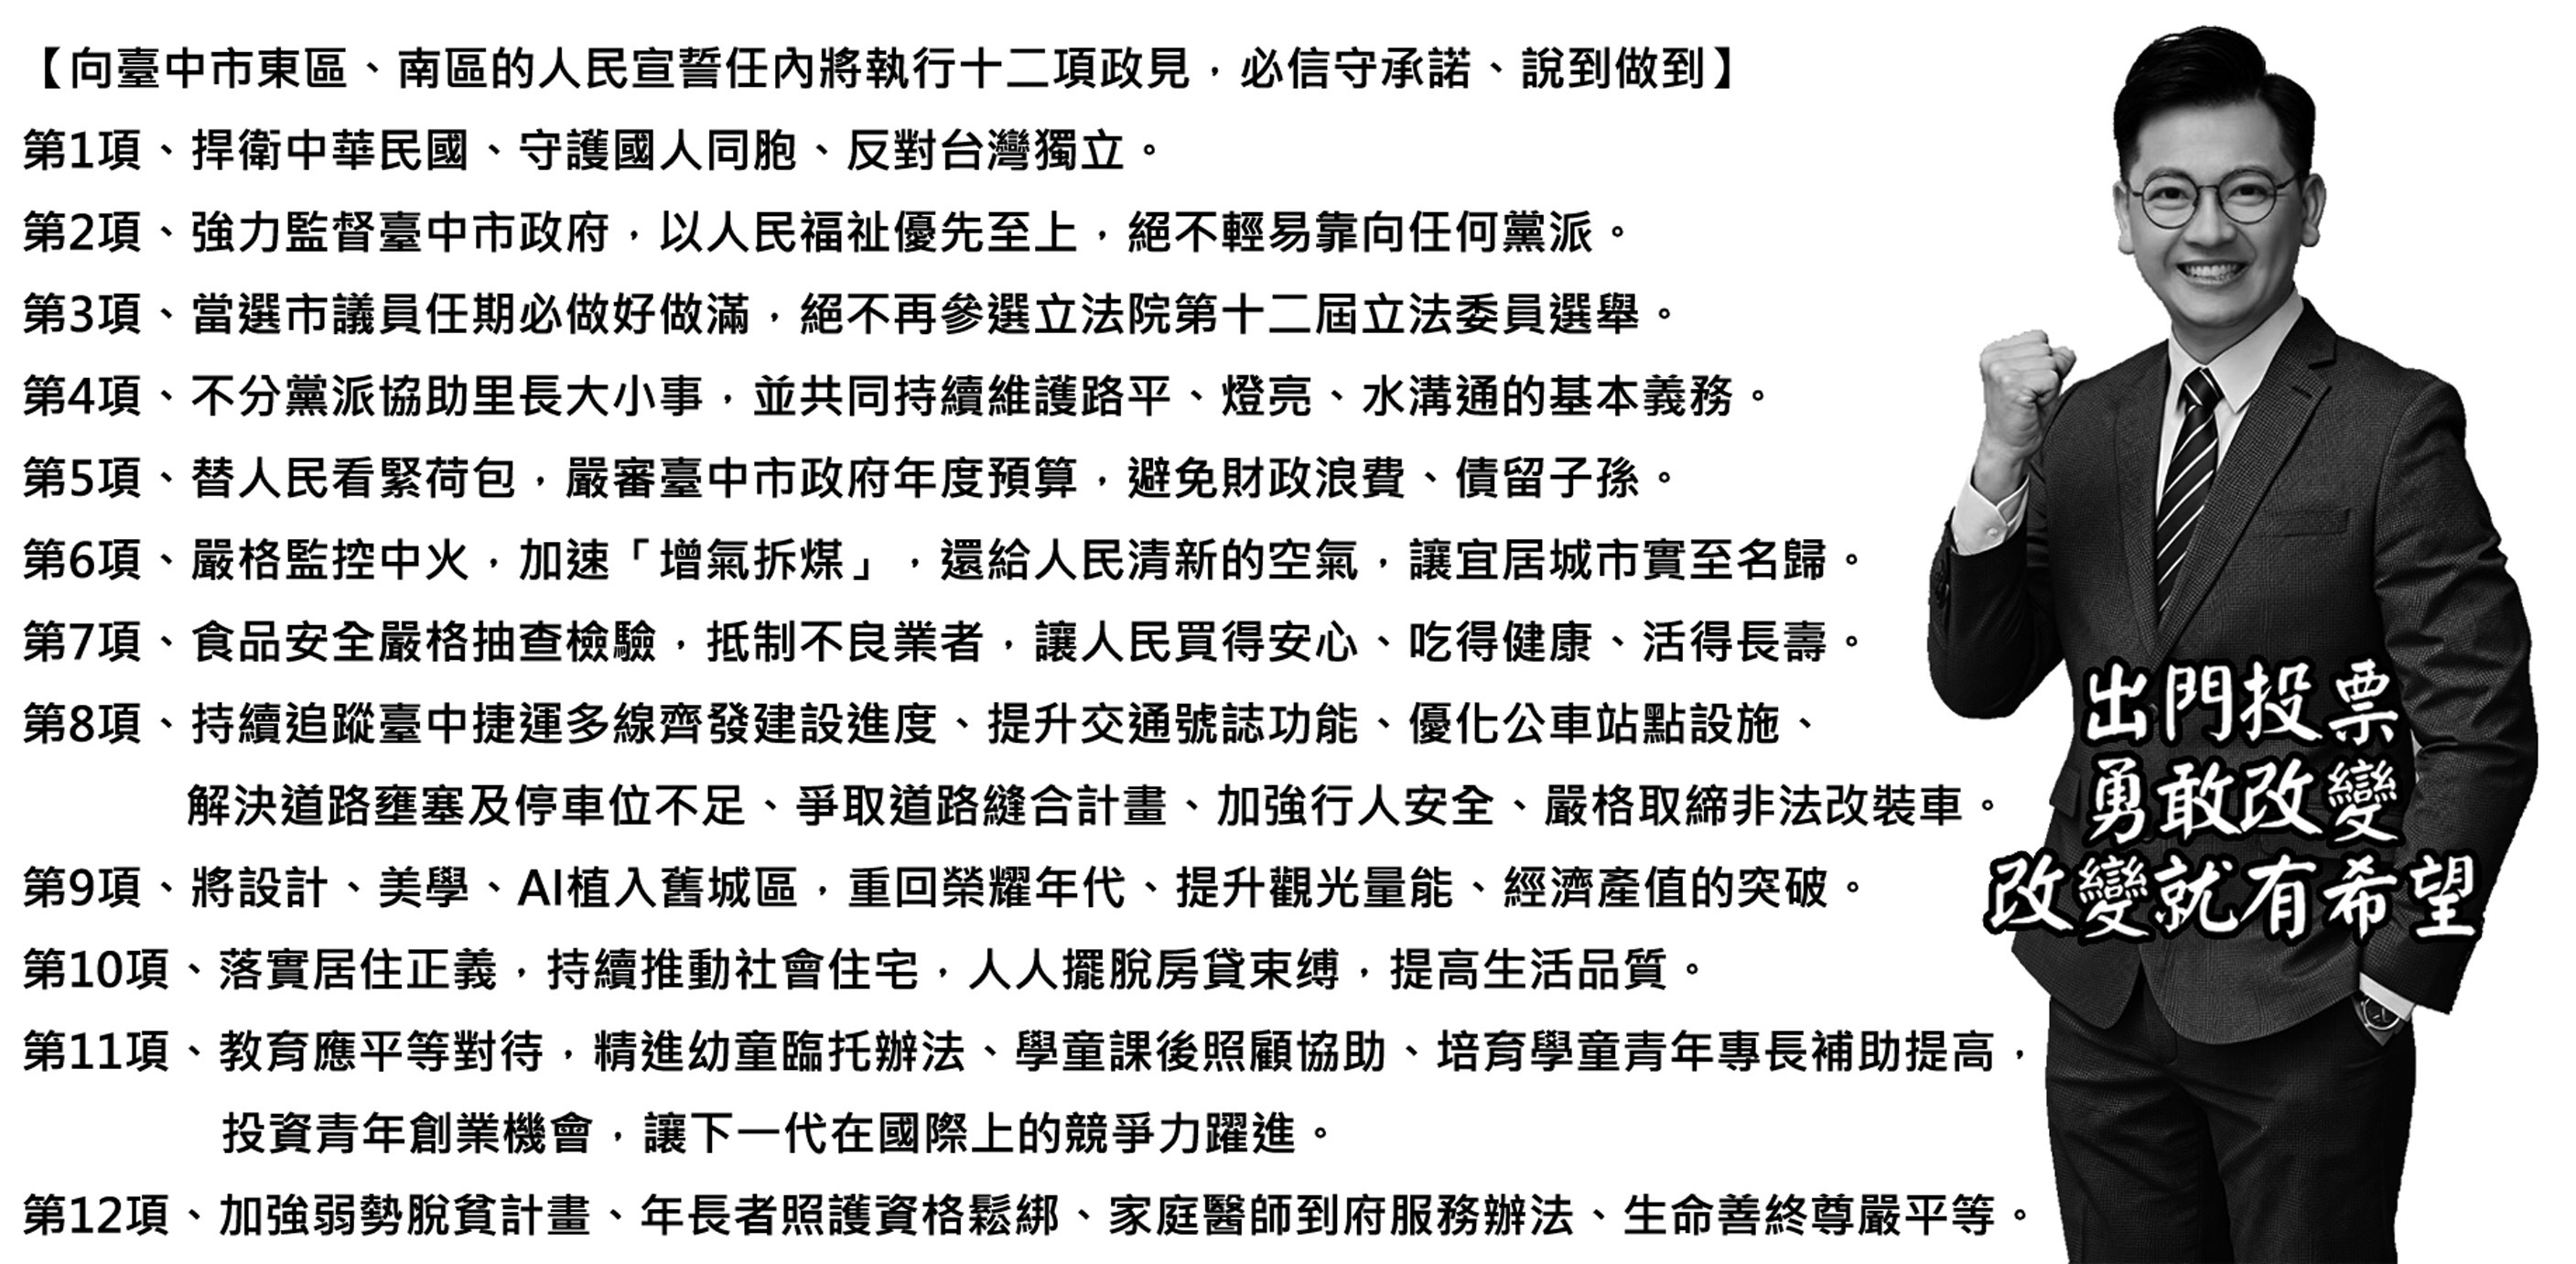 【向臺中市東區、南區的人民宣誓任內將執行十二項政見，必信守承諾、說到做到】
第1項、捍衛中華民國、守護國人同胞、反對台灣獨立。
第2項、強力監督臺中市政府，以人民福祉優先至上，絕不輕易靠向任何黨派。
第3項、當選市議員任期必做好做滿，絕不再參選立法院第十二屆立法委員選舉。
第4項、不分黨派協助里長大小事，並共同持續維護路平、燈亮、水溝通的基本義務。
第5項、替人民看緊荷包，嚴審臺中市政府年度預算，避免財政浪費、債留子孫。
第6項、嚴格監控中火，加速「增氣拆煤」，還給人民清新的空氣，讓宜居城市實至名歸。
第7項、食品安全嚴格抽查檢驗，抵制不良業者，讓人民買得安心、吃得健康、活得長壽。
第8項、持續追蹤臺中捷運多線齊發建設進度、提升交通號誌功能、優化公車站點設施、
解決道路壅塞及停車位不足、爭取道路縫合計畫、加強行人安全、嚴格取締非法改裝車。
第9項、將設計、美學、AI植入舊城區，重回榮耀年代、提升觀光量能、經濟產值的突破。
第10項、落實居住正義，持續推動社會住宅，人人擺脫房貸束縛，提高生活品質。
第11項、教育應平等對待，精進幼童臨托辦法、學童課後照顧協助、培育學童青年專長補助提高，
投資青年創業機會，讓下一代在國際上的競爭力躍進。
第12項、加強弱勢脫貧計畫、年長者照護資格鬆綁、家庭醫師到府服務辦法、生命善終尊嚴平等。
出門投票
勇敢改變
改變就有希望